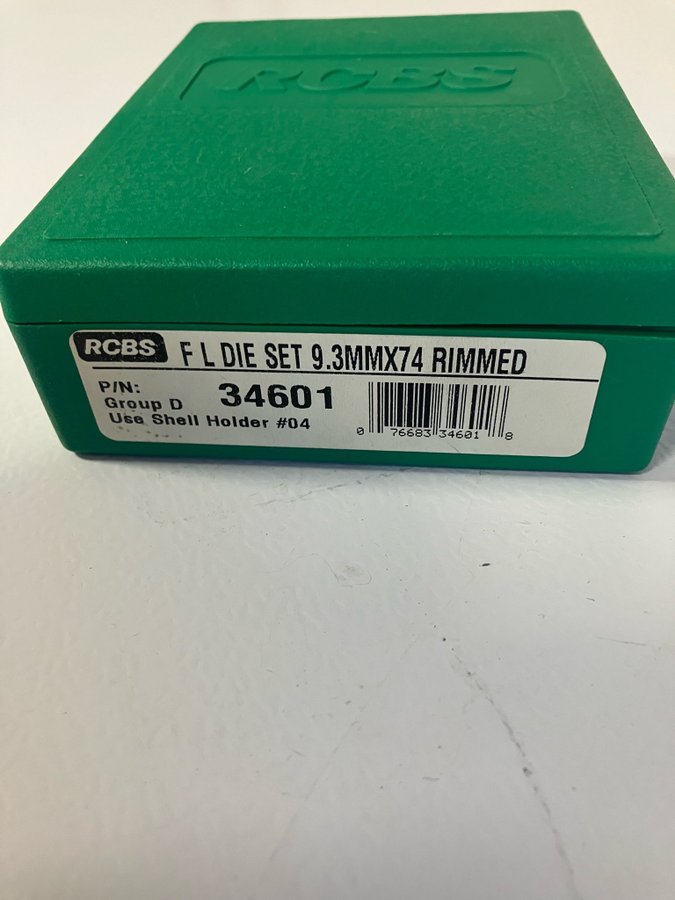 RCBS
RCBS F L DIE SET 9.3MMX74 RIMMED
P/N: 34601
Group D
Use Shell Holder #04
0 76683 34601 8